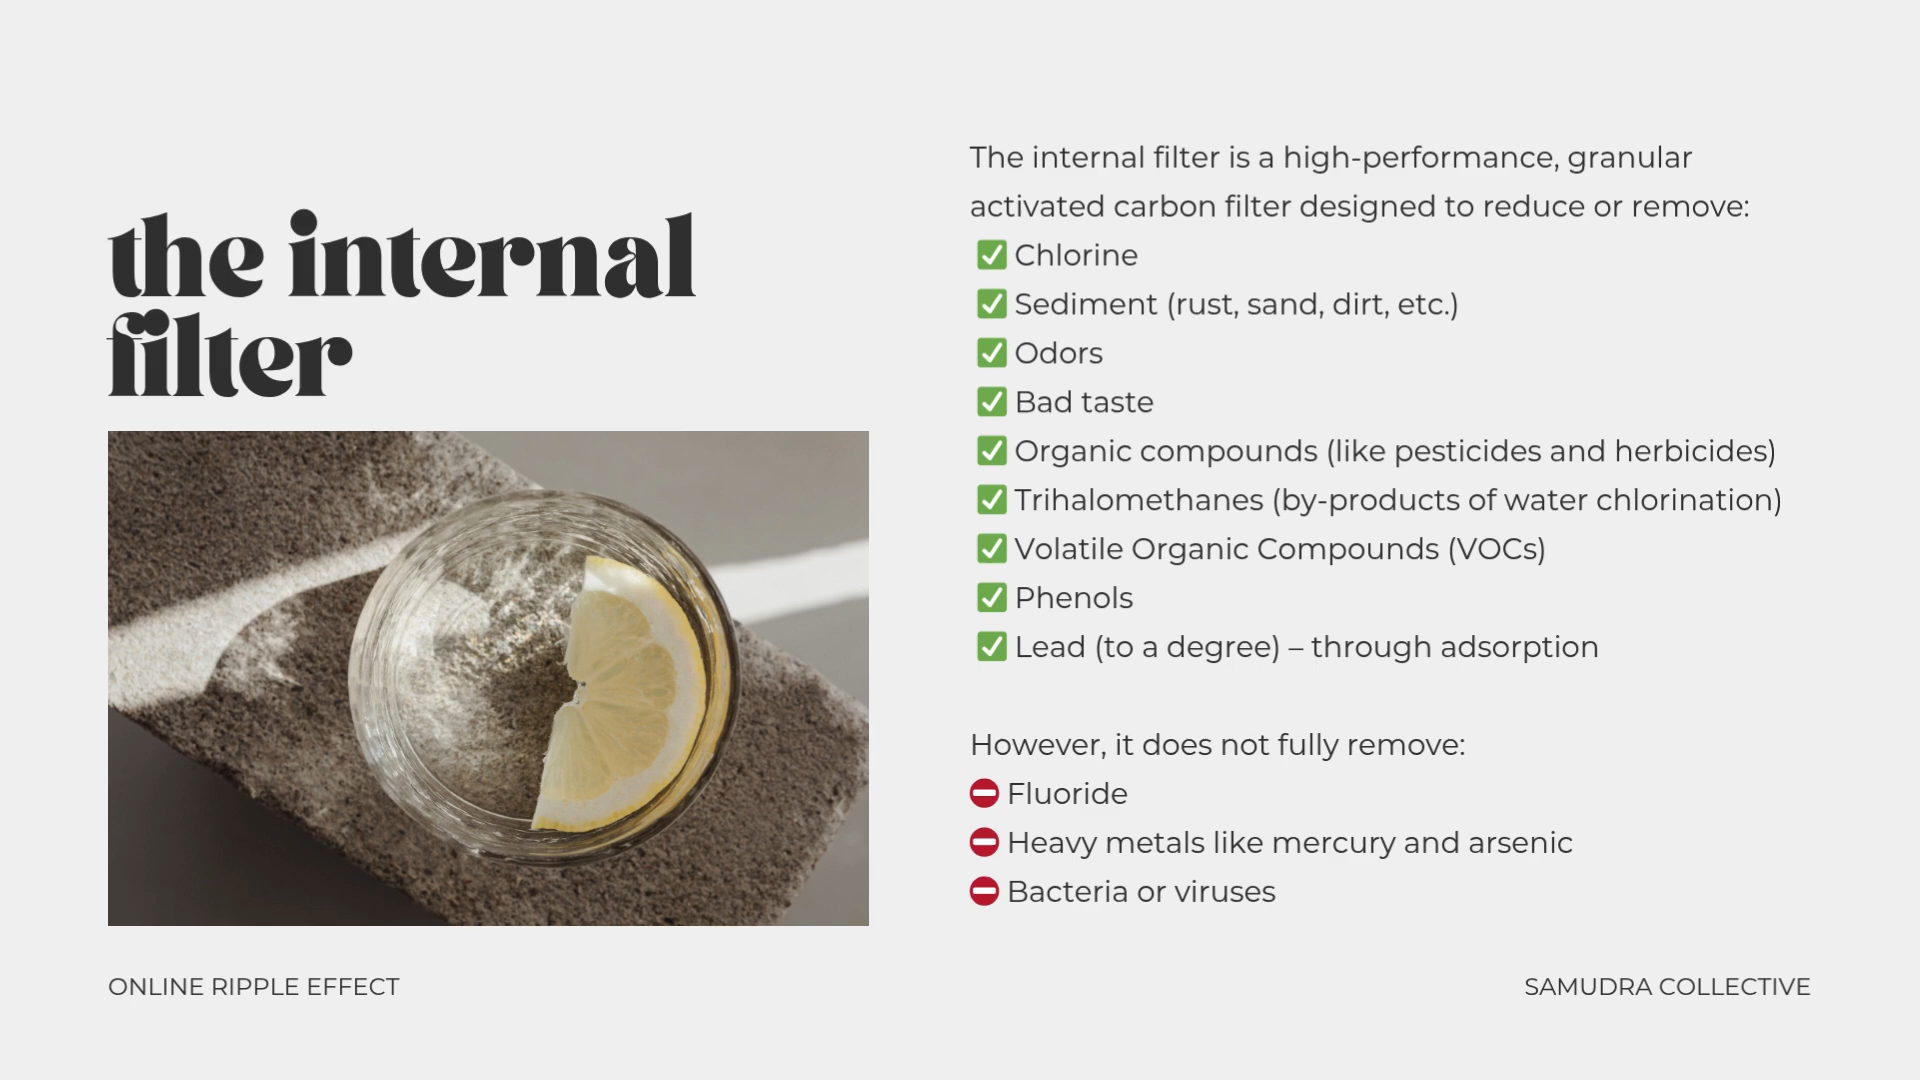 the internal
filter
The internal filter is a high-performance, granular
activated carbon filter designed to reduce or remove:
✅ Chlorine
✅ Sediment (rust, sand, dirt, etc.)
✅ Odors
✅ Bad taste
✅ Organic compounds (like pesticides and herbicides)
✅ Trihalomethanes (by-products of water chlorination)
✅ Volatile Organic Compounds (VOCs)
✅ Phenols
✅ Lead (to a degree) – through adsorption
However, it does not fully remove:
⛔ Fluoride
⛔ Heavy metals like mercury and arsenic
⛔ Bacteria or viruses
ONLINE RIPPLE EFFECT
SAMUDRA COLLECTIVE